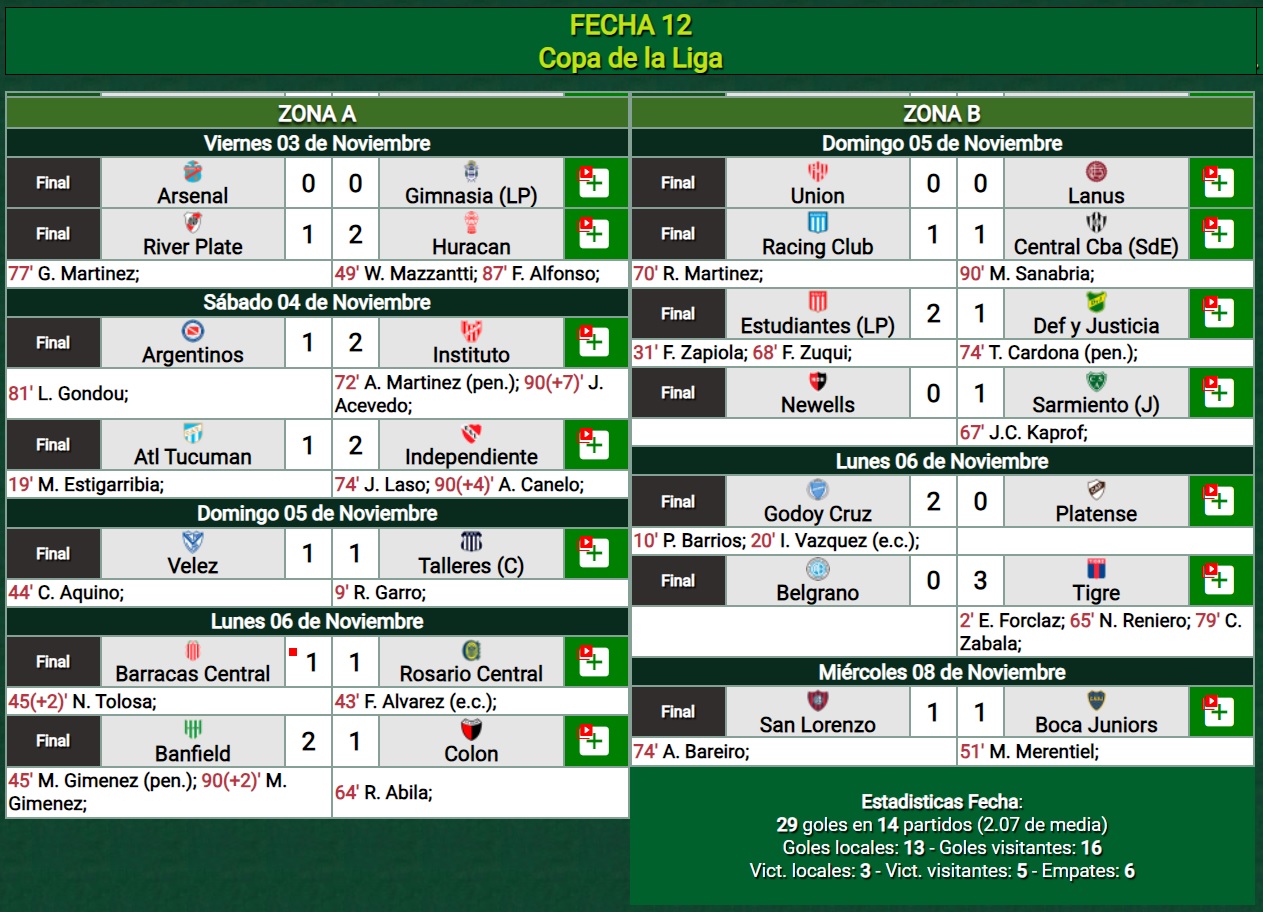 FECHA 12
Copa de la Liga
ZONA A
Viernes 03 de Noviembre
Final Arsenal 0 0 Gimnasia (LP)
Final River Plate 1 2 Huracan
77' G. Martinez; 49' W. Mazzantti; 87' F. Alfonso;
Sábado 04 de Noviembre
Final Argentinos 1 2 Instituto
81' L. Gondou; 72' A. Martinez (pen.); 90(+7)' J.
Acevedo;
Final Atl Tucuman 1 2 Independiente
19' M. Estigarribia; 74' J. Laso; 90(+4)' A. Canelo;
Domingo 05 de Noviembre
Final Velez 1 1 Talleres (C)
44' C. Aquino; 9' R. Garro;
Lunes 06 de Noviembre
Final Barracas Central 1 1 Rosario Central
45(+2)' N. Tolosa; 43' F. Alvarez (e.c.);
Final Banfield 2 1 Colon
45' M. Gimenez (pen.); 90(+2)' M.
Gimenez;
64' R. Abila;
ZONA B
Domingo 05 de Noviembre
Final Union 0 0 Lanus
Final Racing Club 1 1 Central Cba (SdE)
70' R. Martinez; 90' M. Sanabria;
Final Estudiantes (LP) 2 1 Def y Justicia
31' F. Zapiola; 68' F. Zuqui; 74' T. Cardona (pen.);
Final Newells 0 1 Sarmiento (J)
67' J.C. Kaprof;
Lunes 06 de Noviembre
Final Godoy Cruz 2 0 Platense
10' P. Barrios; 20' I. Vazquez (e.c.);
Final Belgrano 0 3 Tigre
2' E. Forclaz; 65' N. Reniero; 79' C.
Zabala;
Miércoles 08 de Noviembre
Final San Lorenzo 1 1 Boca Juniors
74' A. Bareiro; 51' M. Merentiel;
Estadisticas Fecha:
29 goles en 14 partidos (2.07 de media)
Goles locales: 13 - Goles visitantes: 16
Vict. locales: 3 - Vict. visitantes: 5 - Empates: 6